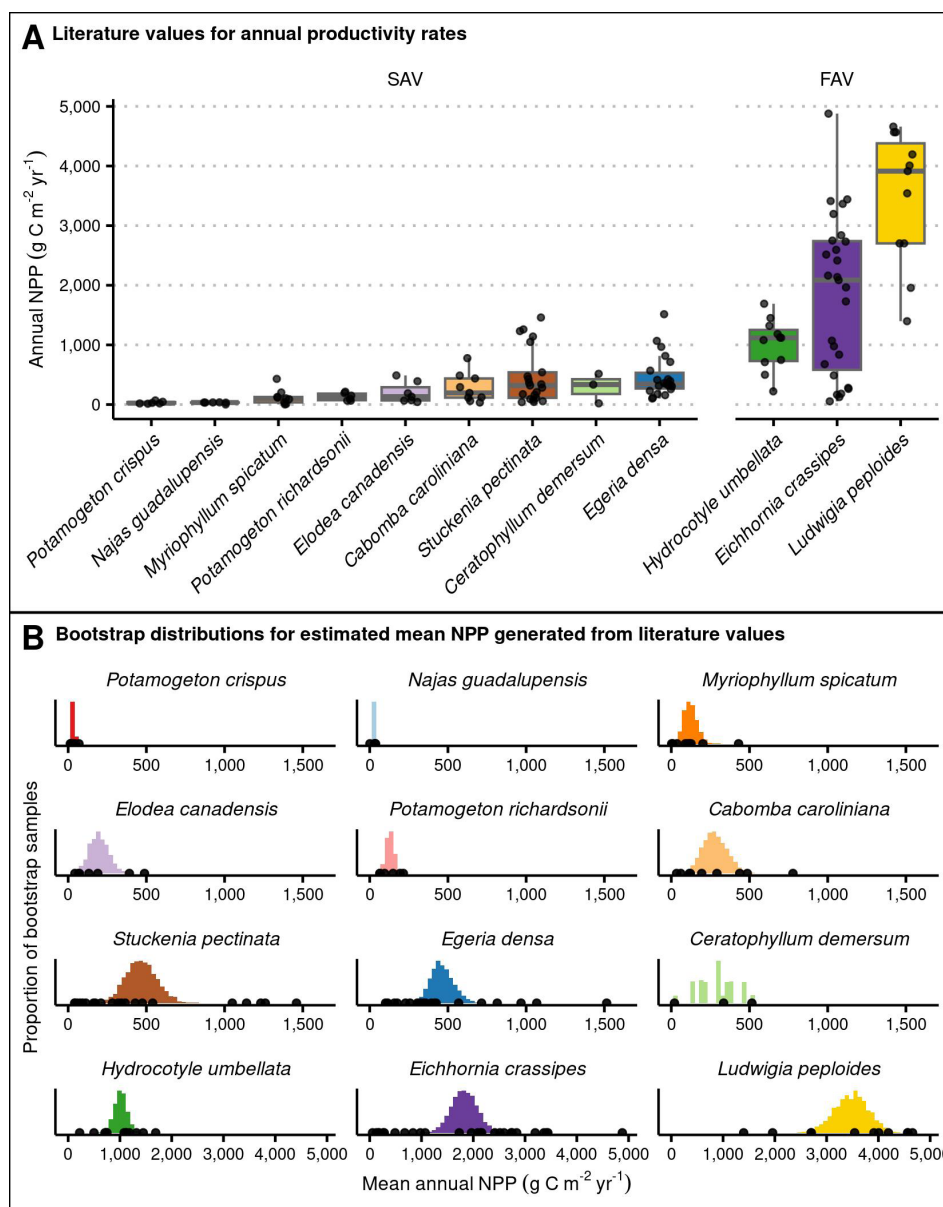 A Literature values for annual productivity rates
SAV
FAV
Annual NPP (g C m⁻² yr⁻¹)
5,000
4,000
3,000
2,000
1,000
0
Potamogeton crispus
Najas guadalupensis
Myriophyllum spicatum
Potamogeton richardsonii
Elodea canadensis
Cabomba caroliniana
Stuckenia pectinata
Ceratophyllum demersum
Egeria densa
Hydrocotyle umbellata
Eichhornia crassipes
Ludwigia peploides
B Bootstrap distributions for estimated mean NPP generated from literature values
Proportion of bootstrap samples
Potamogeton crispus
Najas guadalupensis
Myriophyllum spicatum
0 500 1,000 1,500
0 500 1,000 1,500
0 500 1,000 1,500
Elodea canadensis
Potamogeton richardsonii
Cabomba caroliniana
0 500 1,000 1,500
0 500 1,000 1,500
0 500 1,000 1,500
Stuckenia pectinata
Egeria densa
Ceratophyllum demersum
0 500 1,000 1,500
0 500 1,000 1,500
0 500 1,000 1,500
Hydrocotyle umbellata
Eichhornia crassipes
Ludwigia peploides
0 1,000 2,000 3,000 4,000 5,000
0 1,000 2,000 3,000 4,000 5,000
0 1,000 2,000 3,000 4,000 5,000
Mean annual NPP (g C m⁻² yr⁻¹)